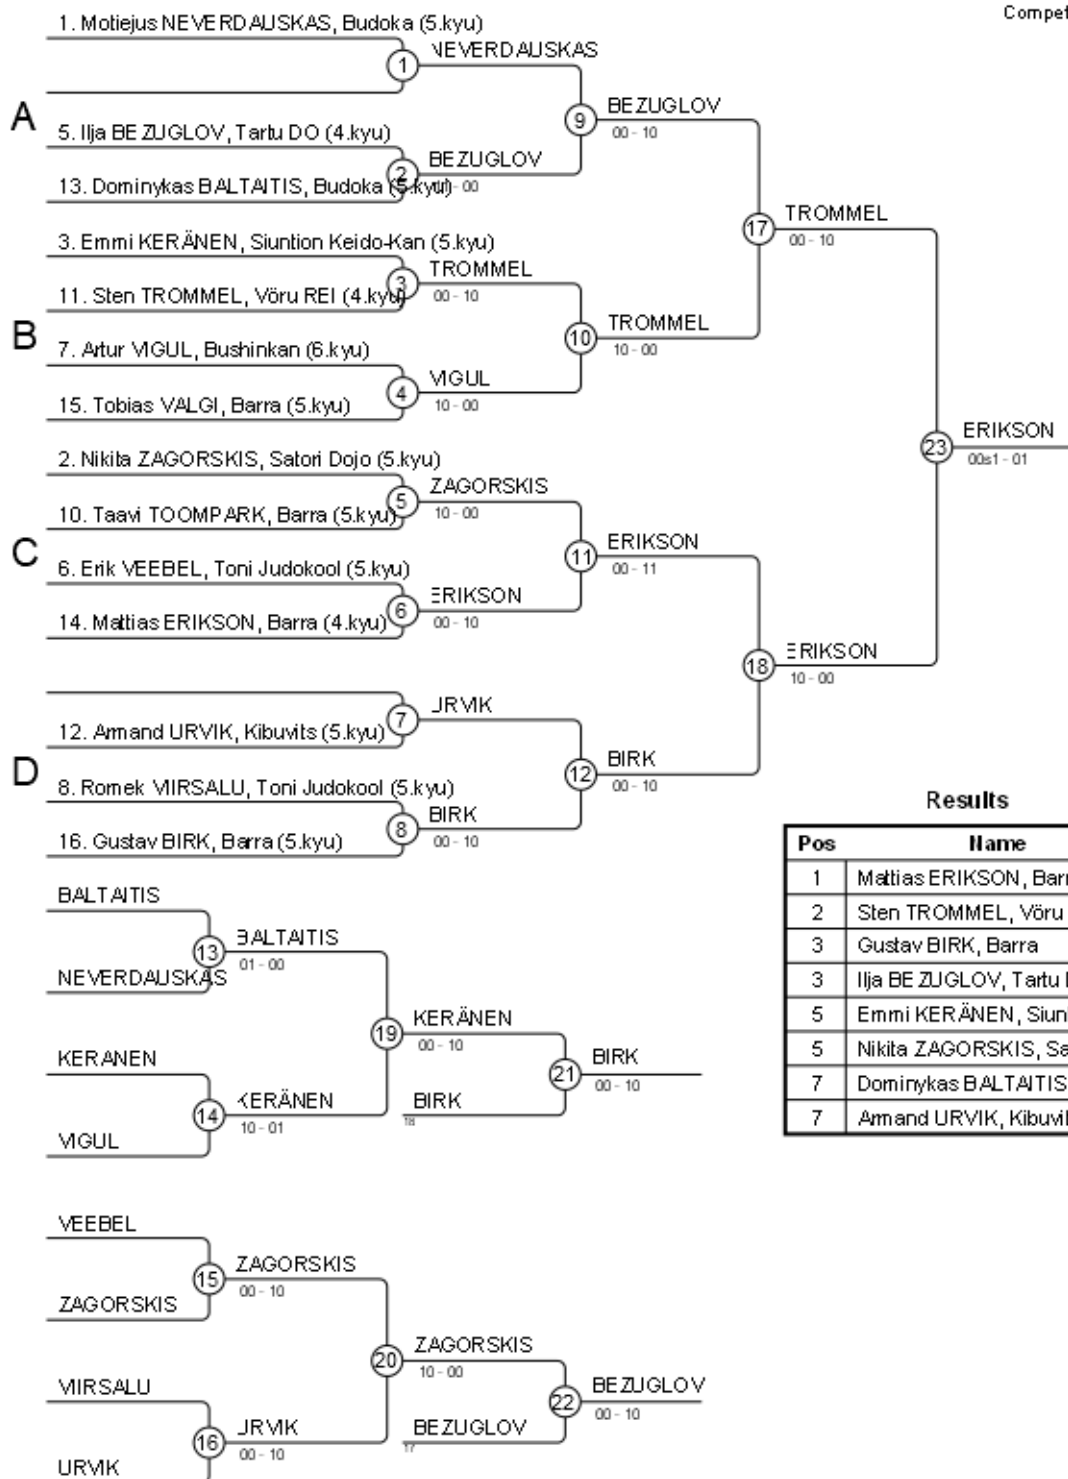 Compet
1. Motiejus NEVERDAUSKAS, Budoka (5.kyu)
NEVERDAUSKAS
1
A
BEZUGLOV
9
00 - 10
5. Ilja BEZUGLOV, Tartu DO (4.kyu)
BEZUGLOV
2
- 00
13. Dominykas BALTAITIS, Budoka (5.kyu)
TROMMEL
17
00 - 10
3. Emmi KERÄNEN, Siuntion Keido-Kan (5.kyu)
TROMMEL
3
00 - 10
11. Sten TROMMEL, Võru REI (4.kyu)
B
TROMMEL
10
10 - 00
7. Artur VIGUL, Bushinkan (6.kyu)
VIGUL
4
10 - 00
15. Tobias VALGI, Barra (5.kyu)
ERIKSON
23
00s1 - 01
2. Nikita ZAGORSKIS, Satori Dojo (5.kyu)
ZAGORSKIS
5
10 - 00
10. Taavi TOOMPARK, Barra (5.kyu)
C
ERIKSON
11
00 - 11
6. Erik VEEBEL, Toni Judokool (5.kyu)
ERIKSON
6
00 - 10
14. Mattias ERIKSON, Barra (4.kyu)
ERIKSON
18
10 - 00
URVIK
7
12. Armand URVIK, Kibuvits (5.kyu)
D
BIRK
12
00 - 10
8. Romek VIIRSALU, Toni Judokool (5.kyu)
BIRK
8
00 - 10
16. Gustav BIRK, Barra (5.kyu)
Results
Pos Name
1 Mattias ERIKSON, Barr
2 Sten TROMMEL, Võru
3 Gustav BIRK, Barra
3 Ilja BEZUGLOV, Tartu
5 Emmi KERÄNEN, Siun
5 Nikita ZAGORSKIS, Sa
7 Dominykas BALTAITIS
7 Armand URVIK, Kibuvi
BALTAITIS
BALTAITIS
13
01 - 00
NEVERDAUSKAS
KERÄNEN
19
00 - 10
KERÄNEN
BIRK
21
00 - 10
KERÄNEN
14
10 - 01
BIRK
18
VIGUL
VEEBEL
ZAGORSKIS
15
00 - 10
ZAGORSKIS
ZAGORSKIS
20
10 - 00
VIIRSALU
BEZUGLOV
22
00 - 10
URVIK
16
00 - 10
BEZUGLOV
17
URVIK